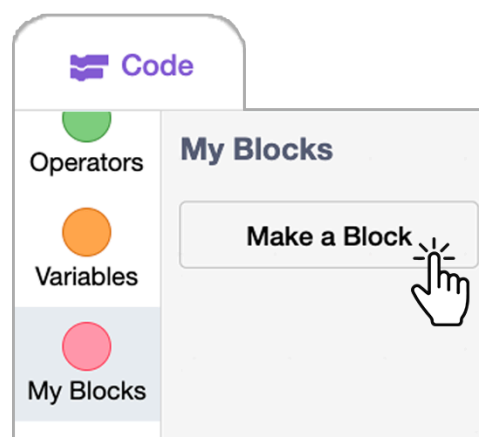 Code
Operators
Variables
My Blocks
My Blocks
Make a Block